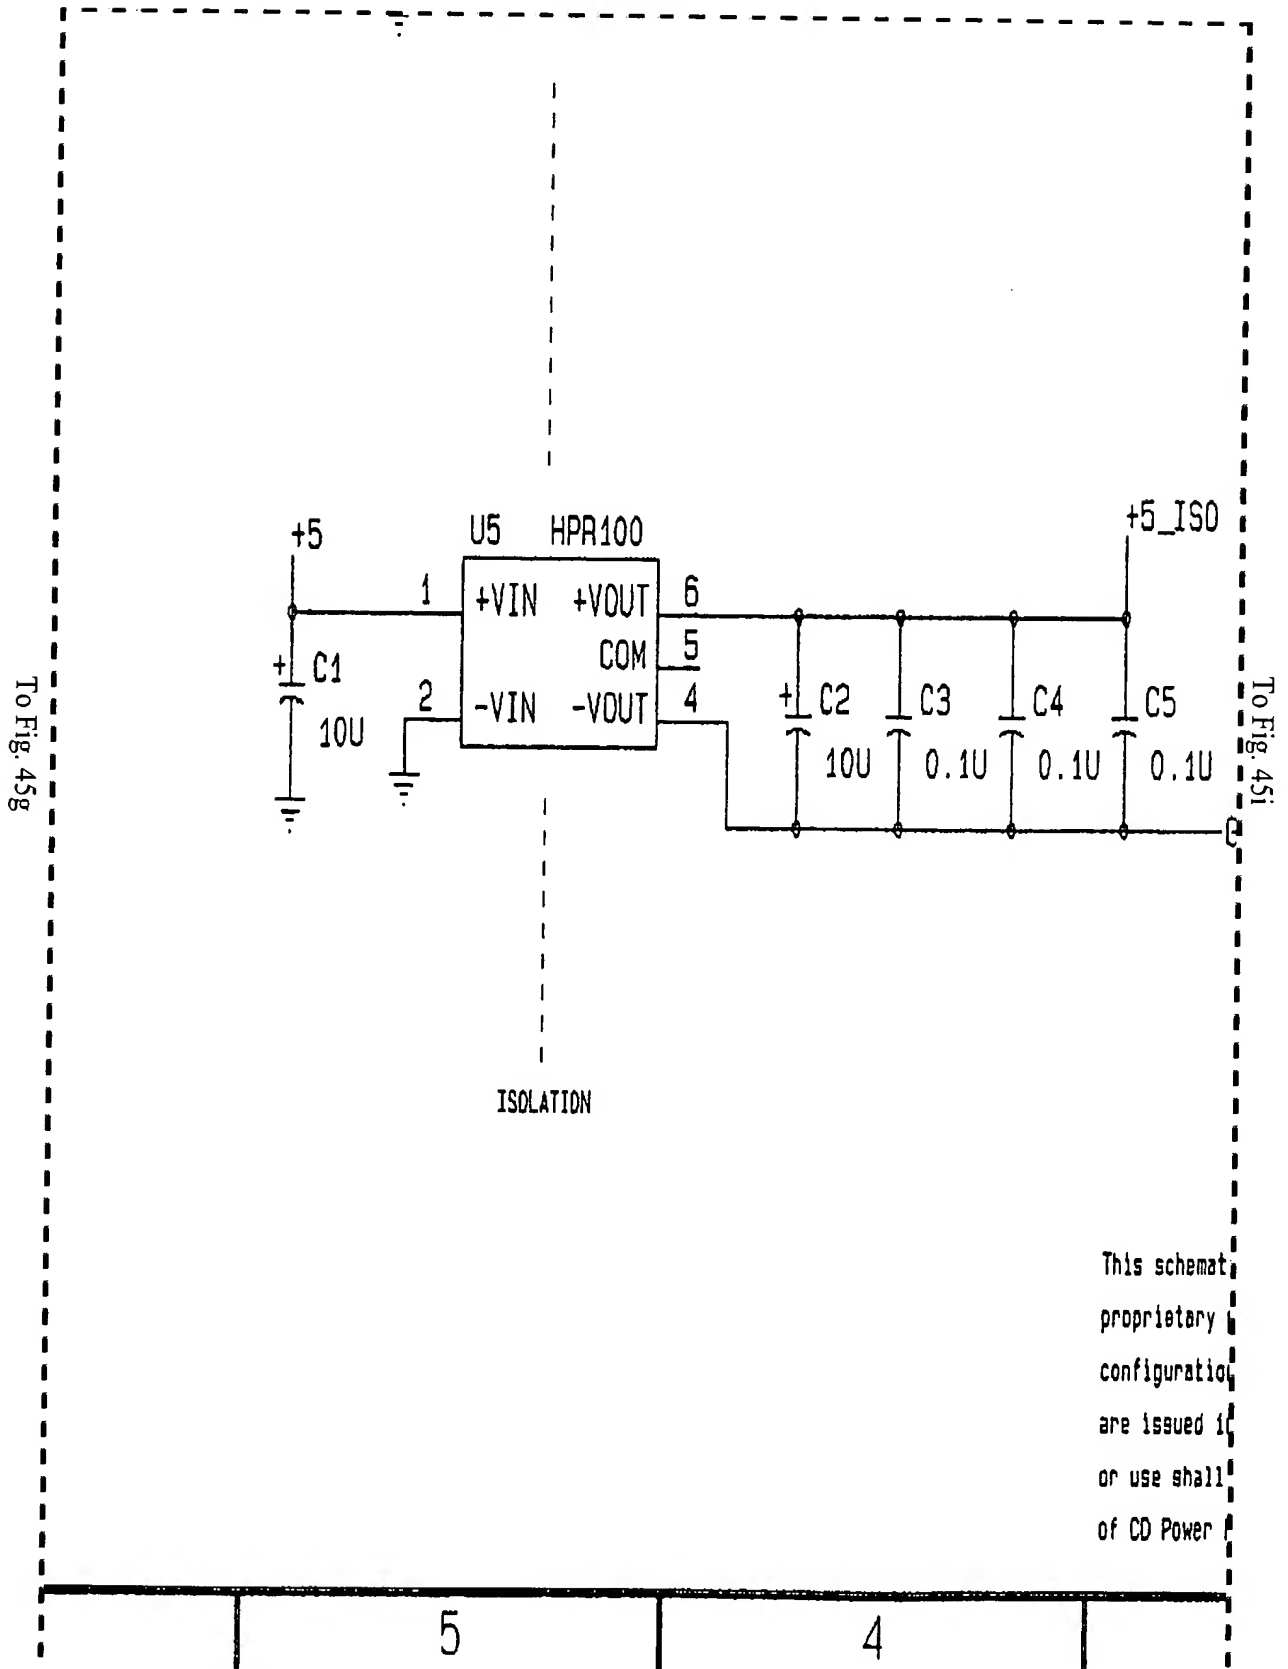 +5
U5 HPR100
+5_ISO
1 +VIN +VOUT 6
COM 5
2 -VIN -VOUT 4
+ C1
10U
+ C2 C3 C4 C5
10U 0.1U 0.1U 0.1U
To Fig. 45g
To Fig. 45i
ISOLATION
This schemat
proprietary
configuratio
are issued
or use shall
of CD Power
5 4